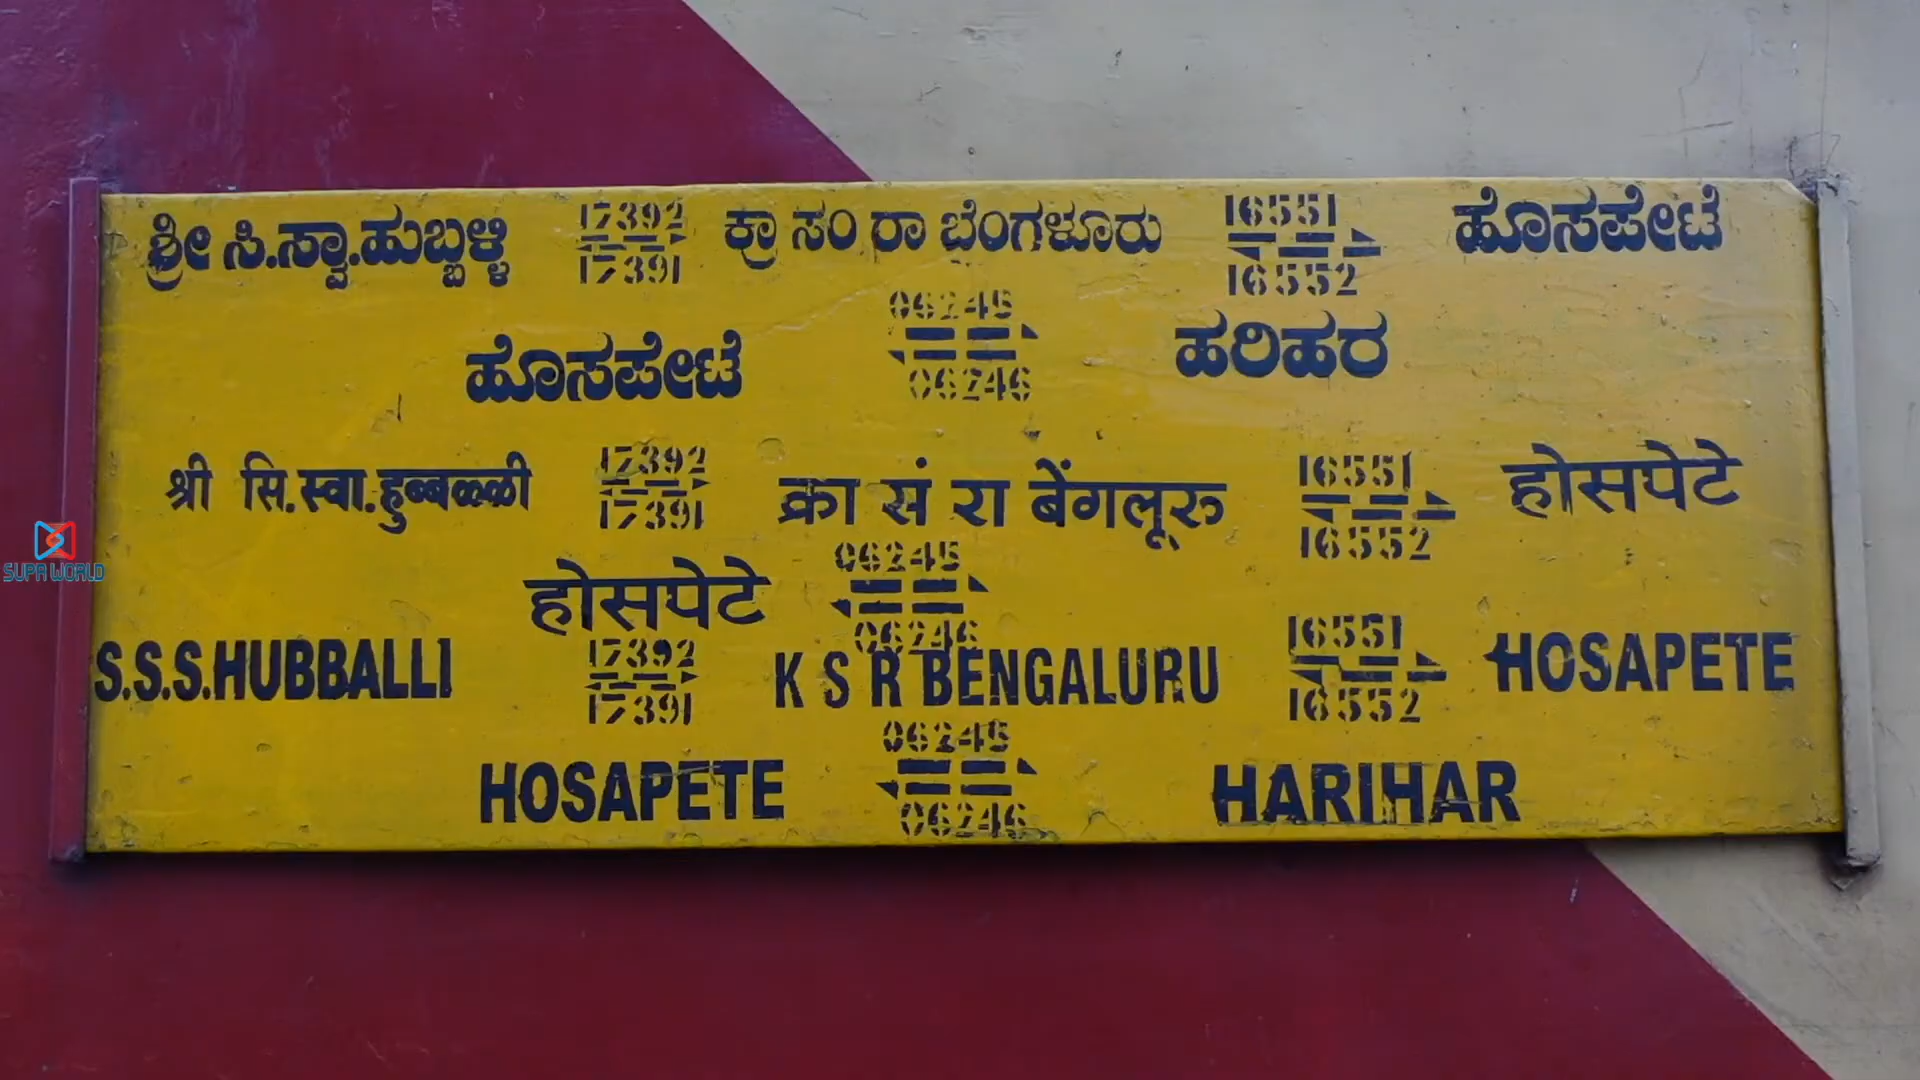 ಶ್ರೀ ಸಿ.ಸ್ವಾ.ಹುಬ್ಬಳ್ಳಿ 17392 17391 ಕ್ರಾ ಸಂ ರಾ ಬೆಂಗಳೂರು 16551 16552 ಹೊಸಪೇಟೆ
ಹೊಸಪೇಟೆ 06245 06246 ಹರಿಹರ
श्री सि.स्वा.हुब्बळ्ळी 17392 17391 क्रा सं रा बेंगलूरु 16551 16552 होसपेटे
होसपेटे 06245 06246
S.S.S.HUBBALLI 17392 17391 K S R BENGALURU 16551 16552 HOSAPETE
HOSAPETE 06245 06246 HARIHAR
SUPA WORLD